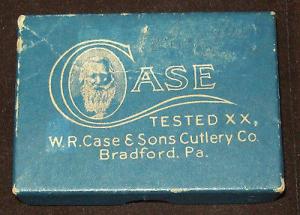 CASE
TESTED XX,
W.R. Case & Sons Cutlery Co.
Bradford, Pa.